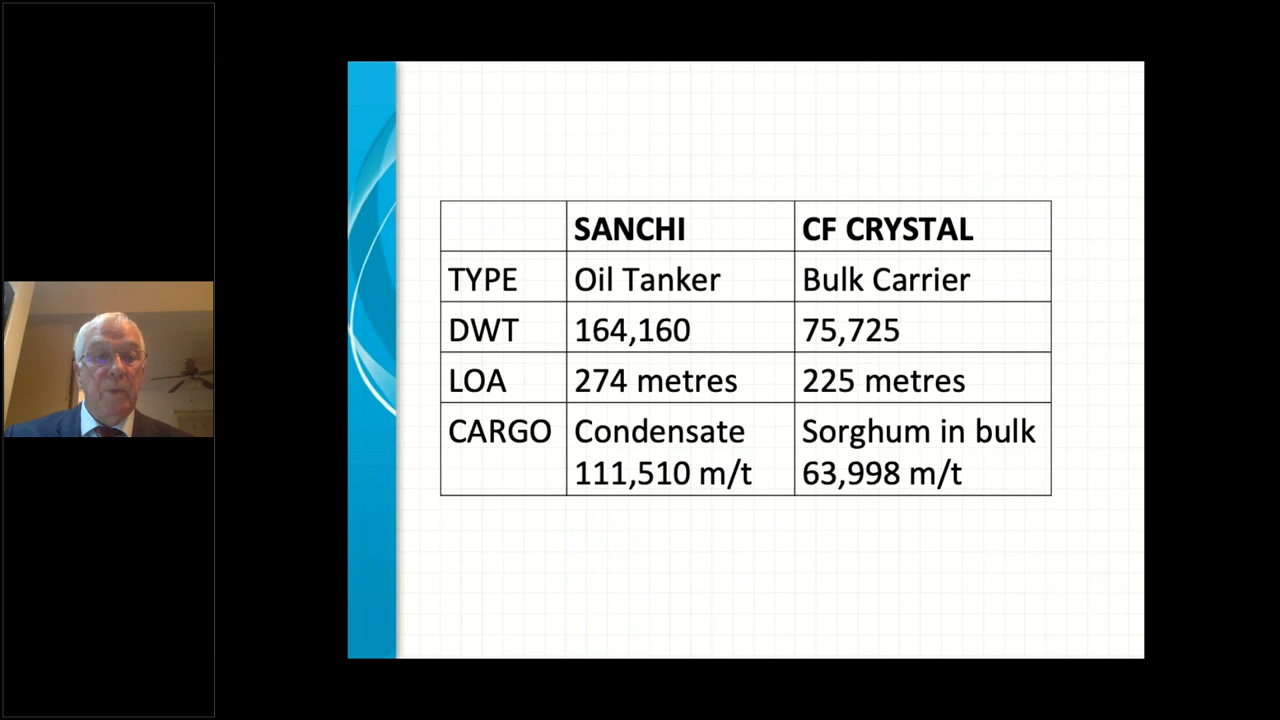 SANCHI CF CRYSTAL
TYPE Oil Tanker Bulk Carrier
DWT 164,160 75,725
LOA 274 metres 225 metres
CARGO Condensate Sorghum in bulk
111,510 m/t 63,998 m/t